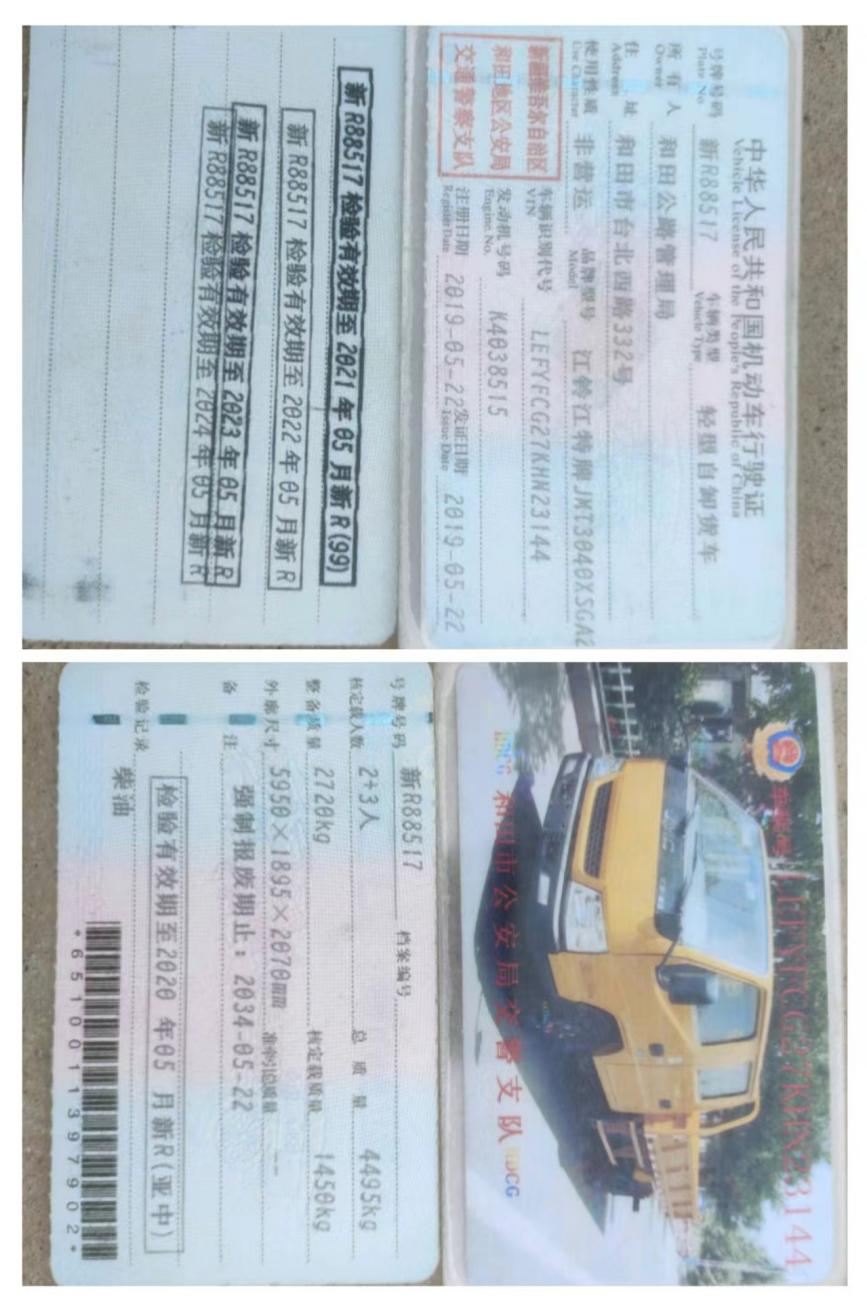 中华人民共和国机动车行驶证
Vehicle License of the People's Republic of China
号牌号码 新R88517 车辆类型 轻型自卸货车
Plate No. Vehicle Type
所有人 和田公路管理局
Owner
住址 和田市台北西路332号
Address
使用性质 非营运 品牌型号 江铃江特牌JMT3040XSGA2
Use Character Model
新疆维吾尔自治区
和田地区公安局
交通警察支队
车辆识别代号 LEFYFCG27KHN23144
VIN
发动机号码 K4038515
Engine No.
注册日期 2019-05-22 发证日期 2019-05-22
Register Date Issue Date
新R88517 检验有效期至2021年05月新R(99)
新R88517 检验有效期至2022年05月新R
新R88517 检验有效期至2023年05月新R
新R88517 检验有效期至2024年05月新R
LEFYFCG27KHN23144
HDCG 和田市公安局交警支队 HDCG
号牌号码 新R88517 档案编号
核定载人数 2+3人 总质量 4495kg
整备质量 2720kg 核定载质量 1450kg
外廓尺寸 5950×1895×2070mm 准牵引总质量 --
备注 强制报废期止:2034-05-22
检验有效期至2020年05月新R(亚中)
检验记录
柴油
*6510011397902*